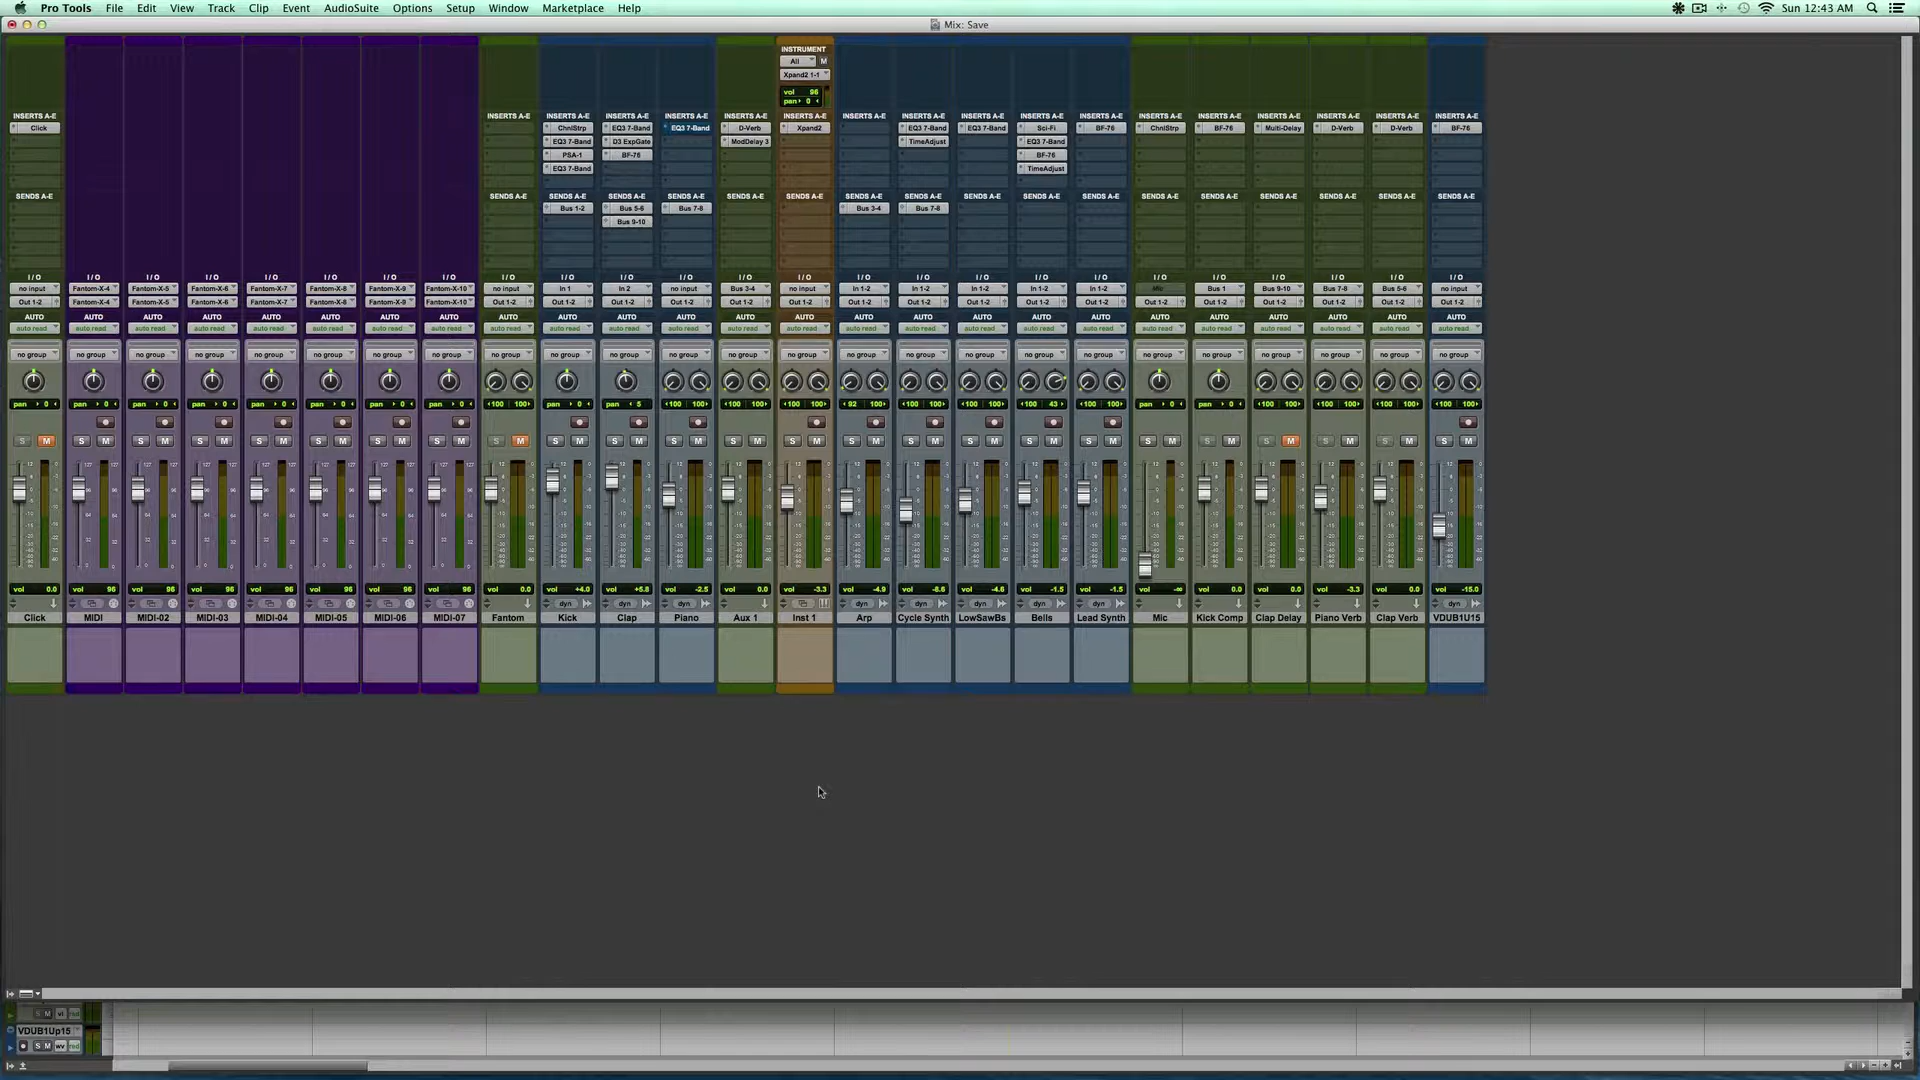 Pro Tools File Edit View Track Clip Event AudioSuite Options Setup Window Marketplace Help Sun 12:43 AM
Mix: Save
INSTRUMENT
All M
Xpand2 1-1
vol 96
pan 0
INSERTS A-E INSERTS A-E INSERTS A-E INSERTS A-E INSERTS A-E INSERTS A-E INSERTS A-E INSERTS A-E INSERTS A-E INSERTS A-E INSERTS A-E INSERTS A-E INSERTS A-E INSERTS A-E INSERTS A-E INSERTS A-E INSERTS A-E INSERTS A-E
Click ChnlStrp EQ3 7-Band EQ3 7-Band D-Verb Xpand2 EQ3 7-Band EQ3 7-Band Sci-Fi BF-76 ChnlStrp BF-76 Multi-Delay D-Verb D-Verb BF-76
EQ3 7-Band D3 ExpGate ModDelay 3 TimeAdjust EQ3 7-Band
PSA-1 BF-76 BF-76
EQ3 7-Band TimeAdjust
SENDS A-E SENDS A-E SENDS A-E SENDS A-E SENDS A-E SENDS A-E SENDS A-E SENDS A-E SENDS A-E SENDS A-E SENDS A-E SENDS A-E SENDS A-E SENDS A-E SENDS A-E SENDS A-E SENDS A-E SENDS A-E
Bus 1-2 Bus 5-6 Bus 7-8 Bus 3-4 Bus 7-8
Bus 9-10
I / O I / O I / O I / O I / O I / O I / O I / O I / O I / O I / O I / O I / O I / O I / O I / O I / O I / O I / O I / O I / O I / O I / O I / O I / O
no input Fantom-X-4 Fantom-X-5 Fantom-X-6 Fantom-X-7 Fantom-X-8 Fantom-X-9 Fantom-X-10 no input In 1 In 2 no input Bus 3-4 no input In 1-2 In 1-2 In 1-2 In 1-2 In 1-2 Mic Bus 1 Bus 9-10 Bus 7-8 Bus 5-6 no input
Out 1-2 Fantom-X-4 Fantom-X-5 Fantom-X-6 Fantom-X-7 Fantom-X-8 Fantom-X-9 Fantom-X-10 Out 1-2 Out 1-2 Out 1-2 Out 1-2 Out 1-2 Out 1-2 Out 1-2 Out 1-2 Out 1-2 Out 1-2 Out 1-2 Out 1-2 Out 1-2 Out 1-2 Out 1-2 Out 1-2 Out 1-2
AUTO AUTO AUTO AUTO AUTO AUTO AUTO AUTO AUTO AUTO AUTO AUTO AUTO AUTO AUTO AUTO AUTO AUTO AUTO AUTO AUTO AUTO AUTO AUTO AUTO
auto read auto read auto read auto read auto read auto read auto read auto read auto read auto read auto read auto read auto read auto read auto read auto read auto read auto read auto read auto read auto read auto read auto read auto read auto read
no group no group no group no group no group no group no group no group no group no group no group no group no group no group no group no group no group no group no group no group no group no group no group no group no group
pan 0 pan 0 pan 0 pan 0 pan 0 pan 0 pan 0 pan 0 100 100 pan 0 pan 5 100 100 100 100 100 100 92 100 100 100 100 100 100 43 100 100 pan 0 pan 0 100 100 100 100 100 100 100 100
S M S M S M S M S M S M S M S M S M S M S M S M S M S M S M S M S M S M S M S M S M S M S M S M S M
vol 0.0 vol 96 vol 96 vol 96 vol 96 vol 96 vol 96 vol 96 vol 0.0 vol +4.0 vol +5.8 vol -2.5 vol 0.0 vol -3.3 vol -4.9 vol -8.6 vol -4.6 vol -1.5 vol -1.5 vol -∞ vol 0.0 vol 0.0 vol -3.3 vol 0.0 vol -15.0
dyn dyn dyn dyn dyn dyn dyn dyn dyn
Click MIDI MIDI-02 MIDI-03 MIDI-04 MIDI-05 MIDI-06 MIDI-07 Fantom Kick Clap Piano Aux 1 Inst 1 Arp Cycle Synth LowSawBs Bells Lead Synth Mic Kick Comp Clap Delay Piano Verb Clap Verb VDUB1U15
S M vl
VDUB1Up15
S M wv